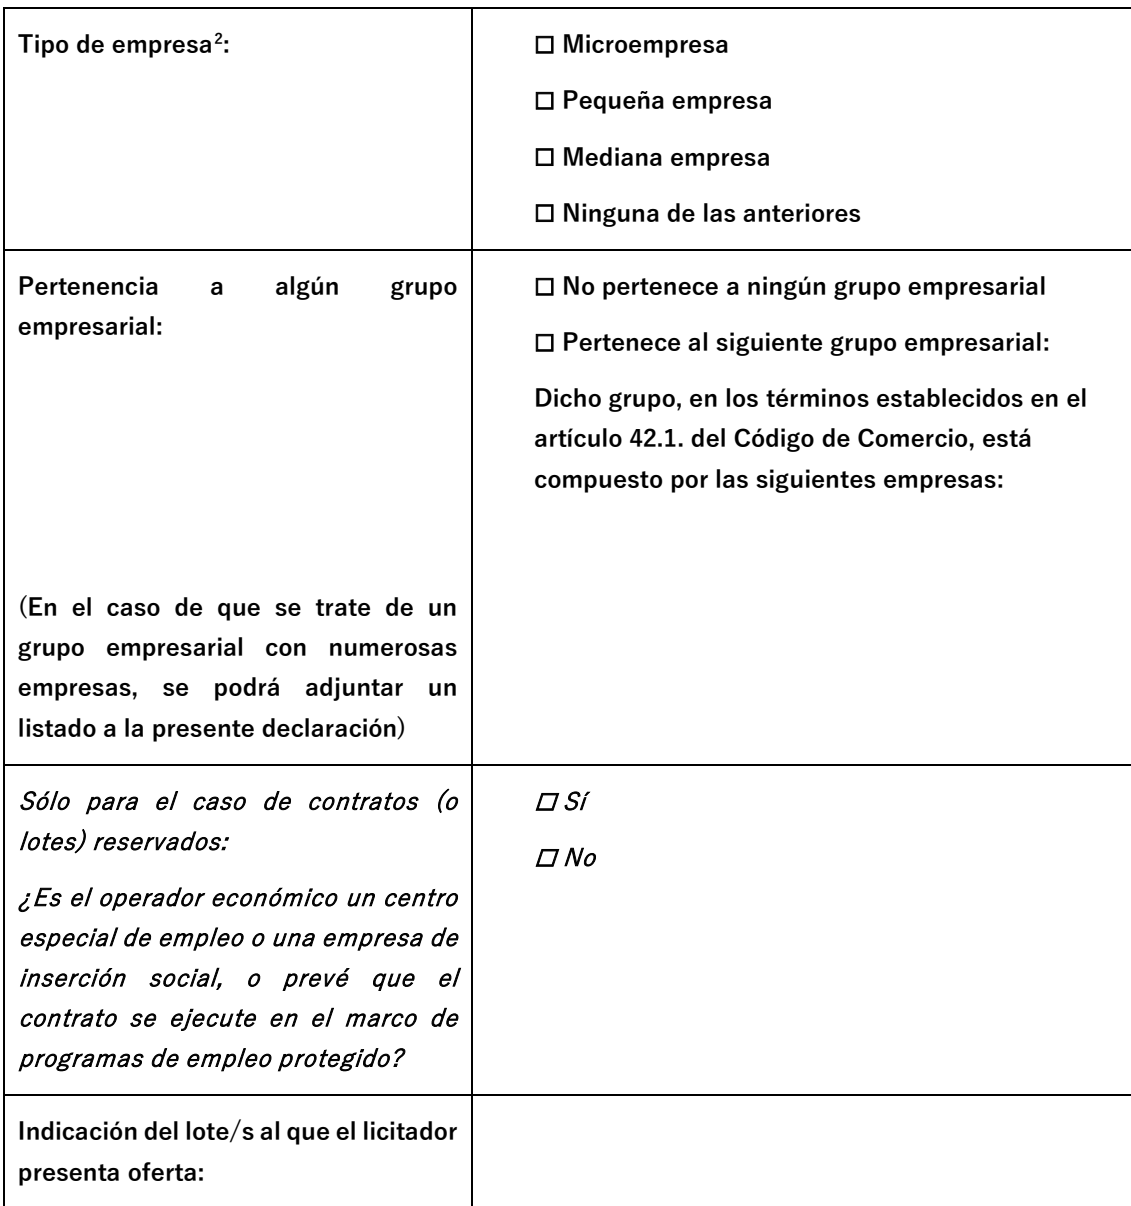 Tipo de empresa²:
☐ Microempresa
☐ Pequeña empresa
☐ Mediana empresa
☐ Ninguna de las anteriores
Pertenencia a algún grupo
empresarial:
(En el caso de que se trate de un
grupo empresarial con numerosas
empresas, se podrá adjuntar un
listado a la presente declaración)
☐ No pertenece a ningún grupo empresarial
☐ Pertenece al siguiente grupo empresarial:
Dicho grupo, en los términos establecidos en el
artículo 42.1. del Código de Comercio, está
compuesto por las siguientes empresas:
Sólo para el caso de contratos (o
lotes) reservados:
¿Es el operador económico un centro
especial de empleo o una empresa de
inserción social, o prevé que el
contrato se ejecute en el marco de
programas de empleo protegido?
☐ Sí
☐ No
Indicación del lote/s al que el licitador
presenta oferta: